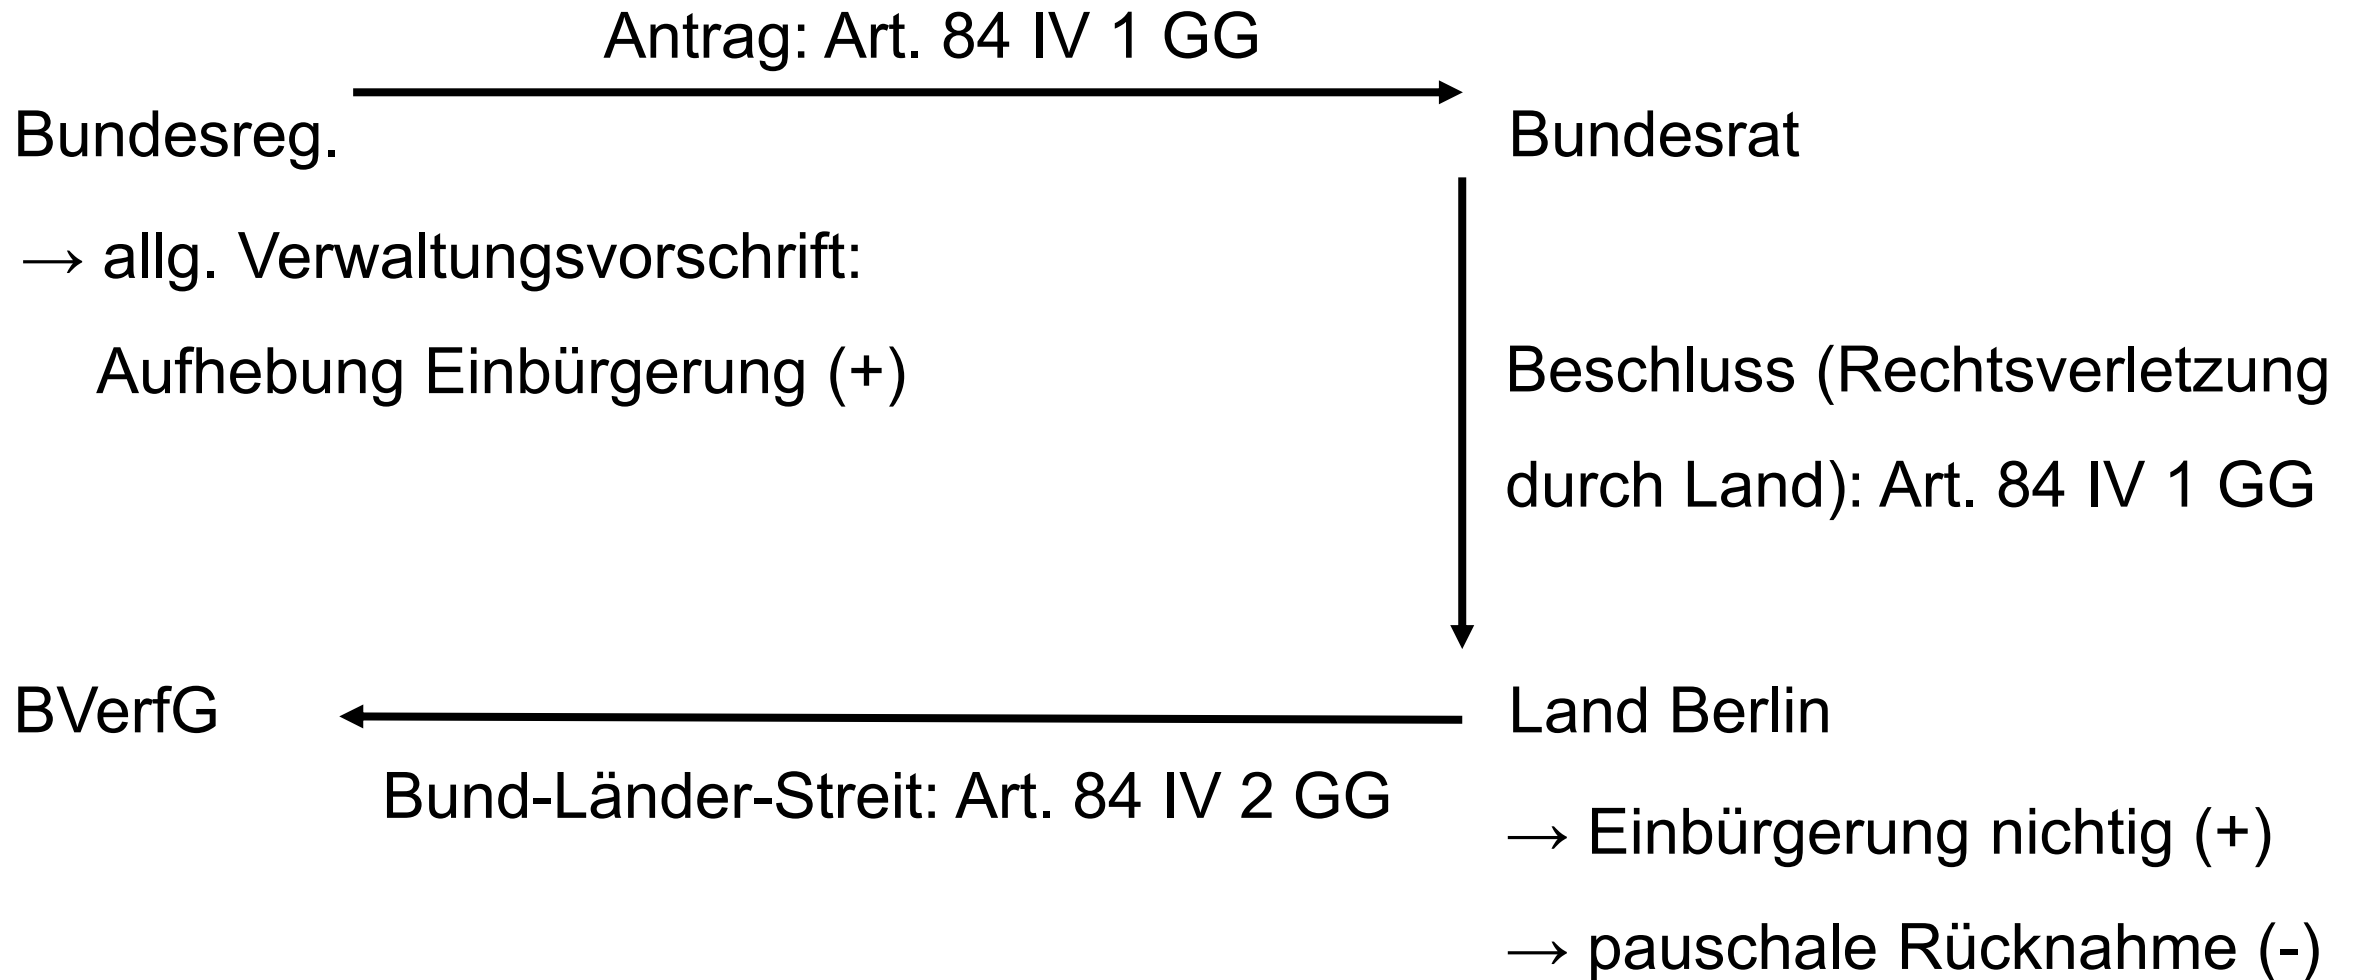 Antrag: Art. 84 IV 1 GG
Bundesreg.
Bundesrat
→ allg. Verwaltungsvorschrift:
Aufhebung Einbürgerung (+)
Beschluss (Rechtsverletzung
durch Land): Art. 84 IV 1 GG
BVerfG
Land Berlin
Bund-Länder-Streit: Art. 84 IV 2 GG
→ Einbürgerung nichtig (+)
→ pauschale Rücknahme (-)